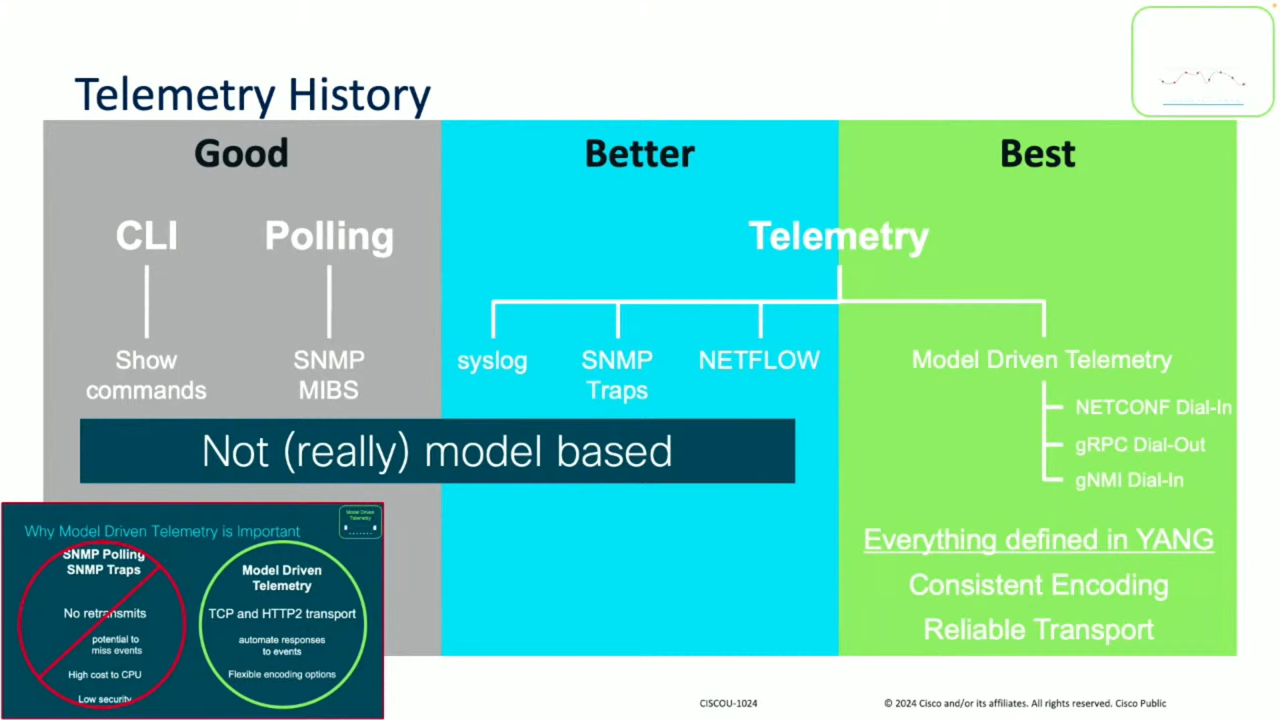 Telemetry History
Good
Better
Best
CLI
Polling
Telemetry
Show
commands
SNMP
MIBS
syslog
SNMP
Traps
NETFLOW
Model Driven Telemetry
NETCONF Dial-In
gRPC Dial-Out
gNMI Dial-In
Not (really) model based
Everything defined in YANG
Consistent Encoding
Reliable Transport
Why Model Driven Telemetry is Important
Model Driven
Telemetry
SNMP Polling
SNMP Traps
No retransmits
potential to
miss events
High cost to CPU
Low security
Model Driven
Telemetry
TCP and HTTP2 transport
automate responses
to events
Flexible encoding options
CISCOU-1024
© 2024 Cisco and/or its affiliates. All rights reserved. Cisco Public